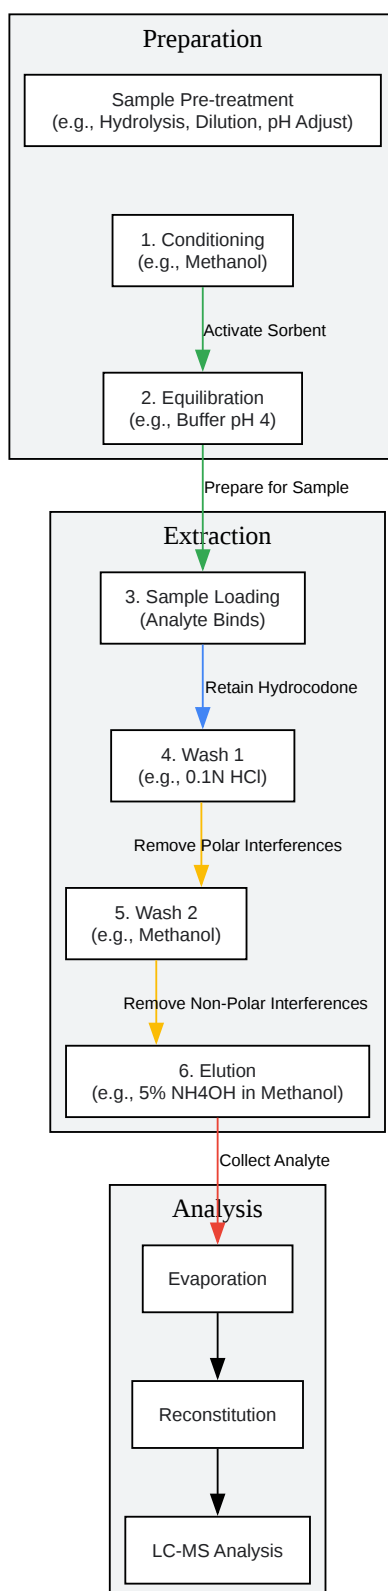 Preparation
Sample Pre-treatment
(e.g., Hydrolysis, Dilution, pH Adjust)
1. Conditioning
(e.g., Methanol)
Activate Sorbent
2. Equilibration
(e.g., Buffer pH 4)
Prepare for Sample
Extraction
3. Sample Loading
(Analyte Binds)
Retain Hydrocodone
4. Wash 1
(e.g., 0.1N HCl)
Remove Polar Interferences
5. Wash 2
(e.g., Methanol)
Remove Non-Polar Interferences
6. Elution
(e.g., 5% NH4OH in Methanol)
Collect Analyte
Analysis
Evaporation
Reconstitution
LC-MS Analysis